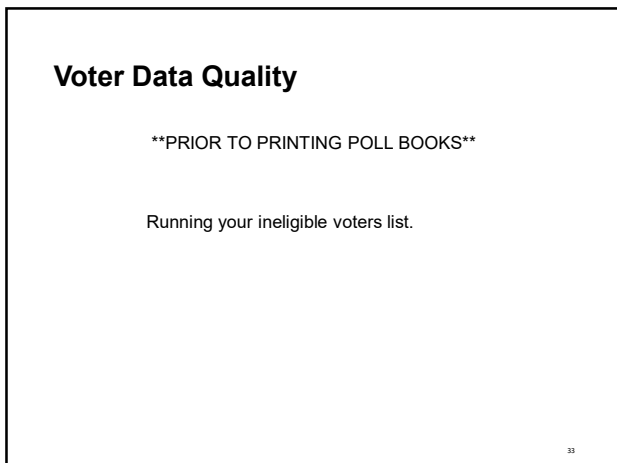 Voter Data Quality
**PRIOR TO PRINTING POLL BOOKS**
Running your ineligible voters list.
33